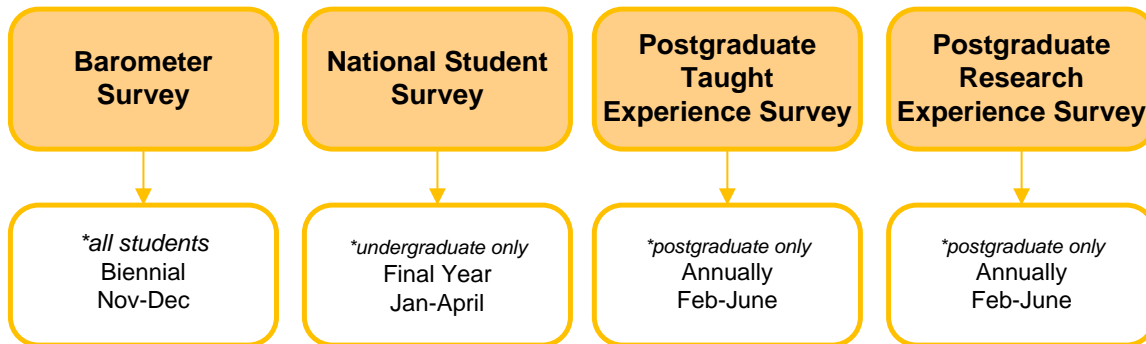 Barometer
Survey
National Student
Survey
Postgraduate
Taught
Experience Survey
Postgraduate
Research
Experience Survey
*all students
Biennial
Nov-Dec
*undergraduate only
Final Year
Jan-April
*postgraduate only
Annually
Feb-June
*postgraduate only
Annually
Feb-June